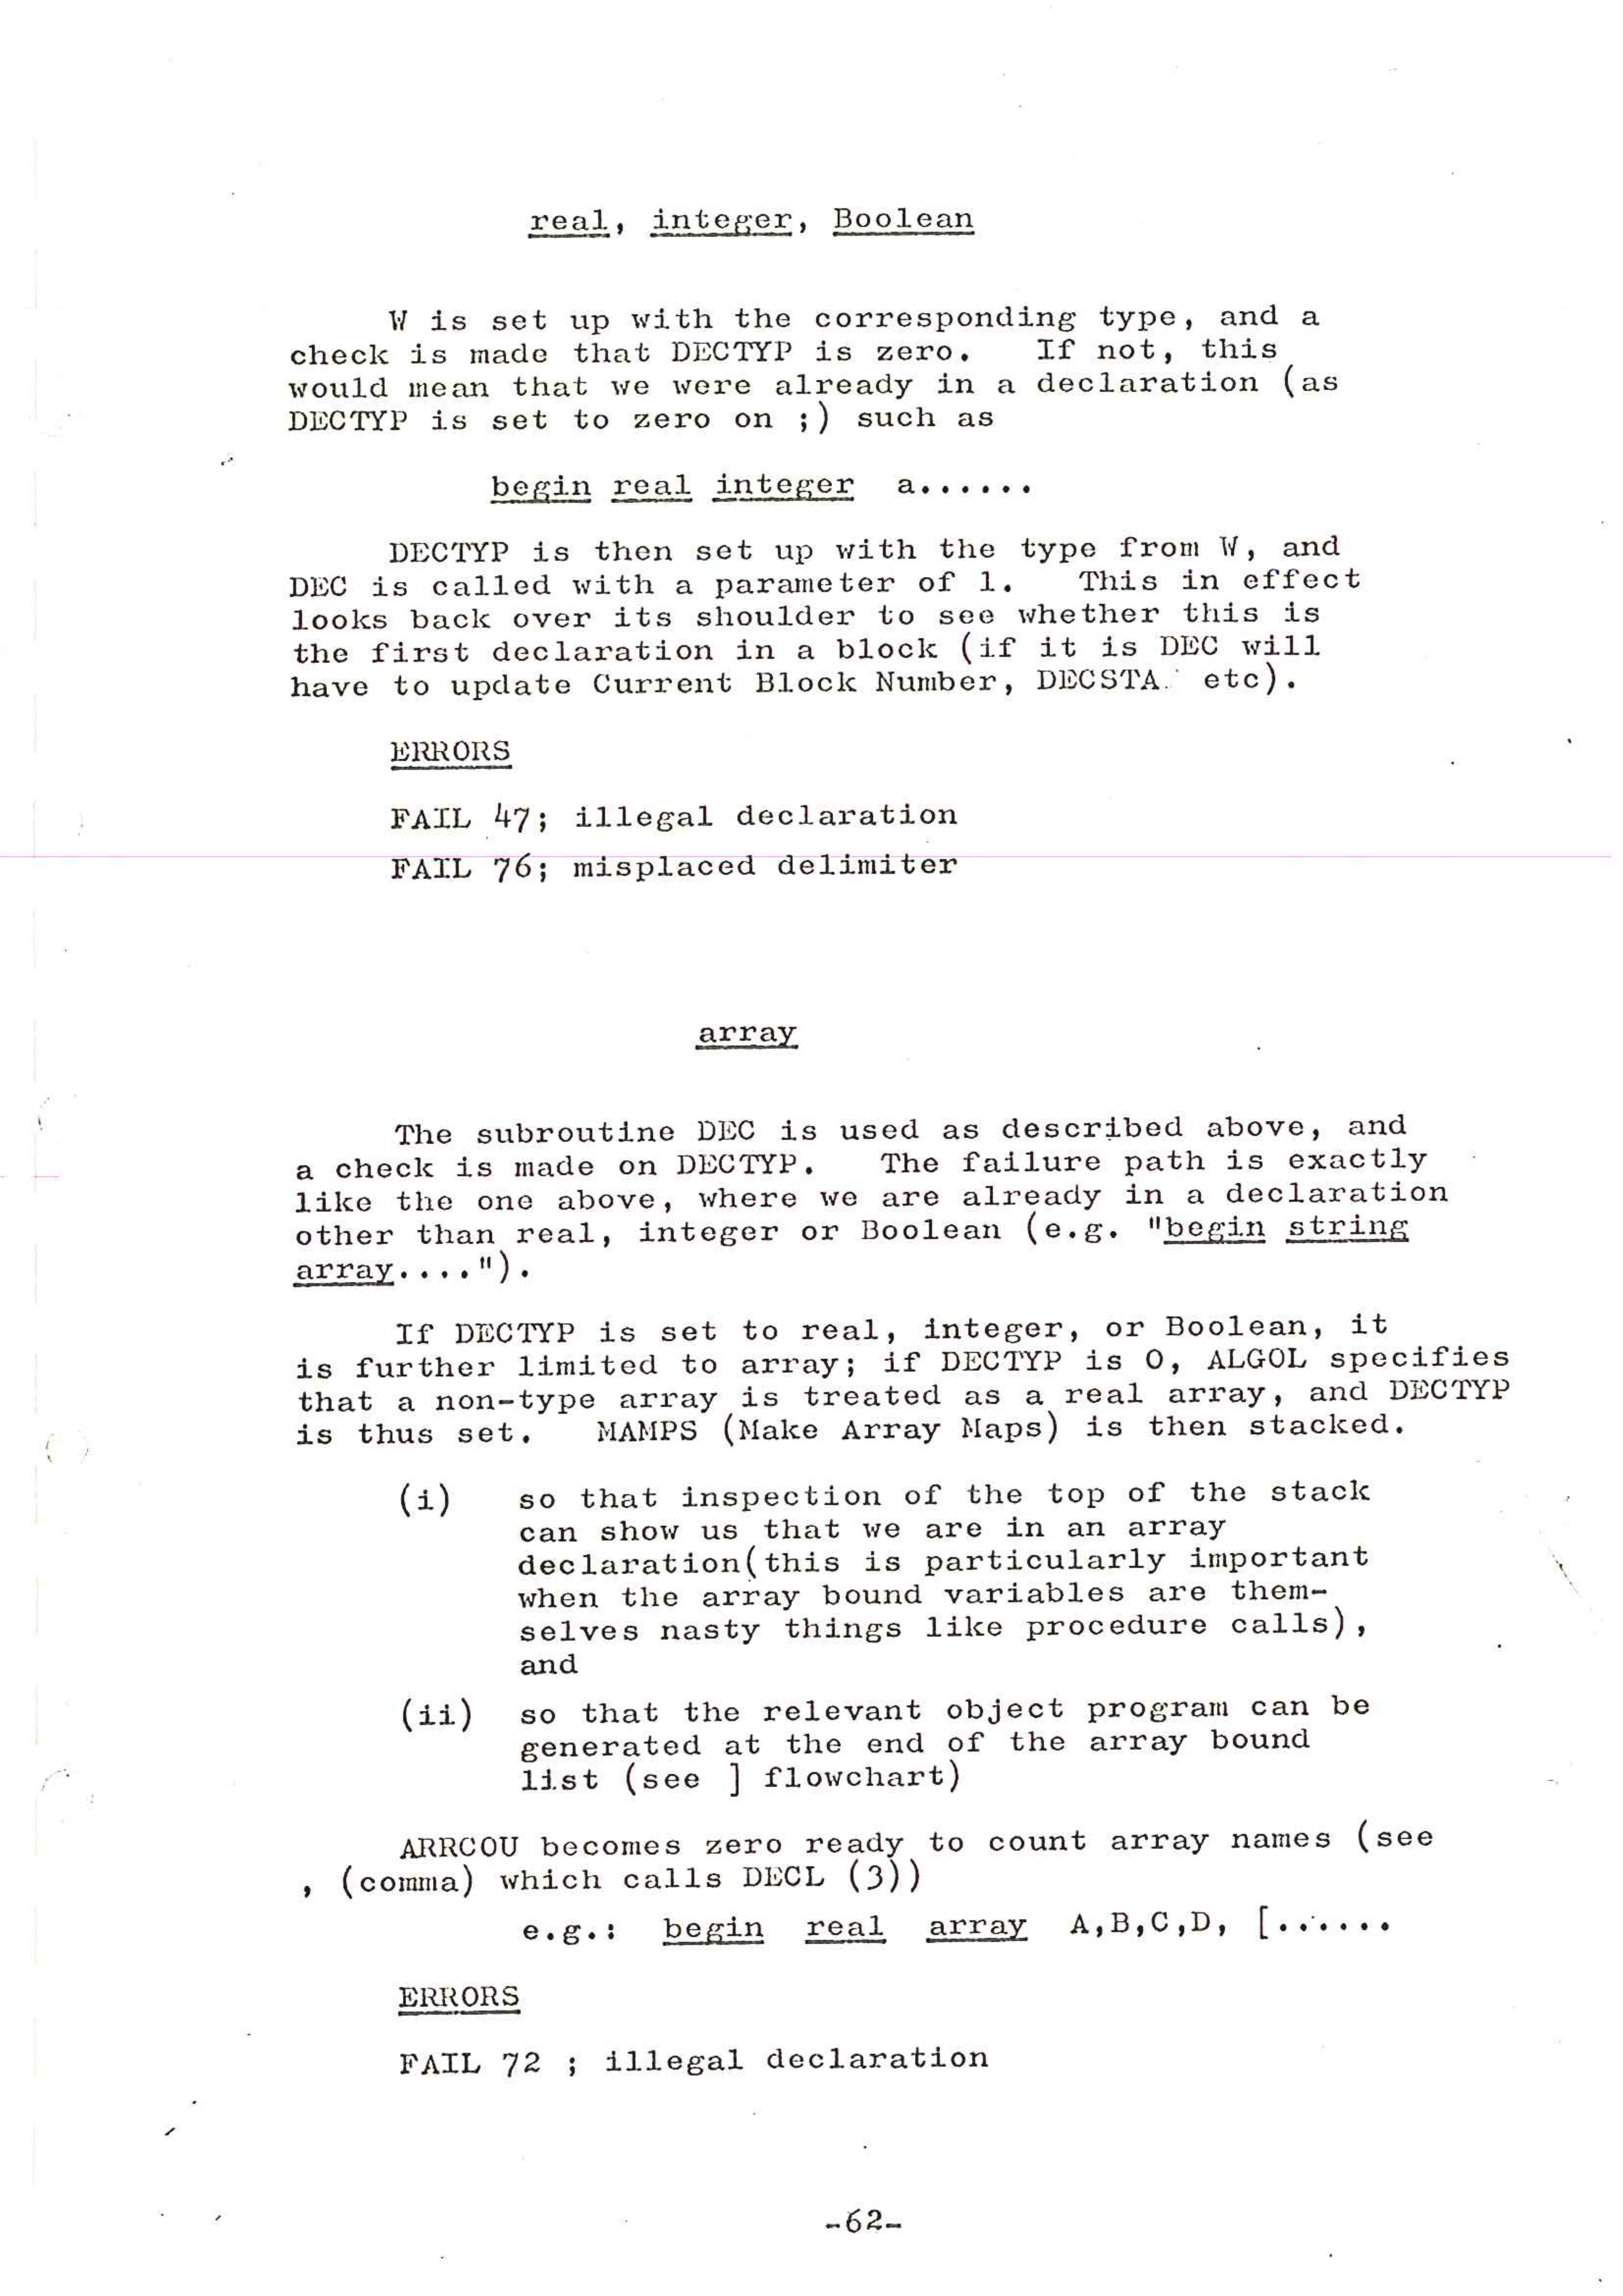 real, integer, Boolean
W is set up with the corresponding type, and a
check is made that DECTYP is zero. If not, this
would mean that we were already in a declaration (as
DECTYP is set to zero on ;) such as
begin real integer a......
DECTYP is then set up with the type from W, and
DEC is called with a parameter of 1. This in effect
looks back over its shoulder to see whether this is
the first declaration in a block (if it is DEC will
have to update Current Block Number, DECSTA. etc).
ERRORS
FAIL 47; illegal declaration
FAIL 76; misplaced delimiter
array
The subroutine DEC is used as described above, and
a check is made on DECTYP. The failure path is exactly
like the one above, where we are already in a declaration
other than real, integer or Boolean (e.g. "begin string
array....").
If DECTYP is set to real, integer, or Boolean, it
is further limited to array; if DECTYP is 0, ALGOL specifies
that a non-type array is treated as a real array, and DECTYP
is thus set. MAMPS (Make Array Maps) is then stacked.
(i) so that inspection of the top of the stack
can show us that we are in an array
declaration(this is particularly important
when the array bound variables are them-
selves nasty things like procedure calls),
and
(ii) so that the relevant object program can be
generated at the end of the array bound
list (see ] flowchart)
ARRCOU becomes zero ready to count array names (see
, (comma) which calls DECL (3))
e.g.: begin real array A,B,C,D, [......
ERRORS
FAIL 72 ; illegal declaration
-62-